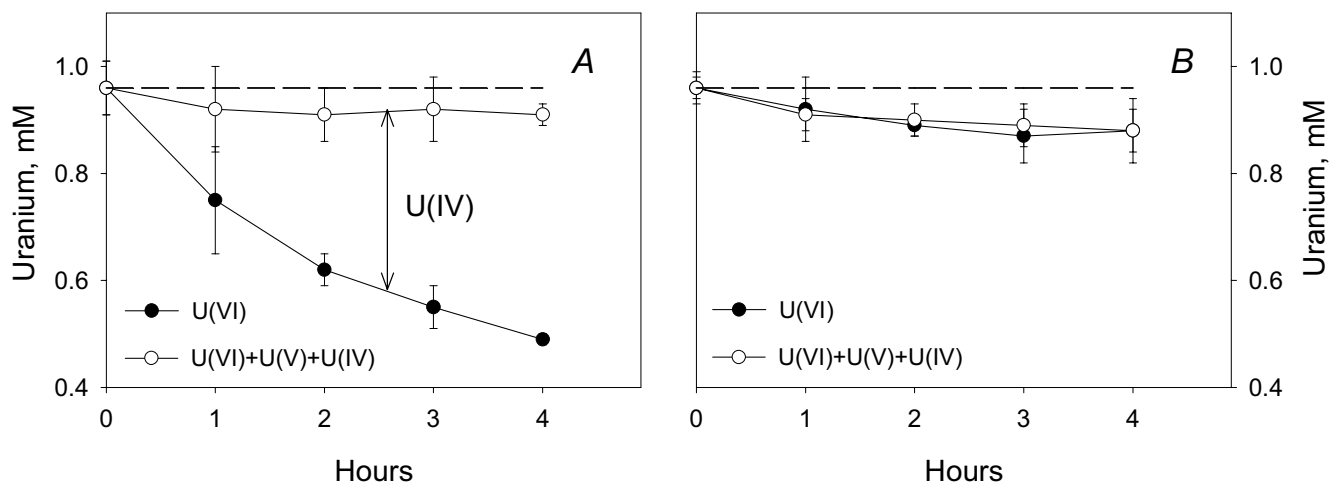 A
1.0
0.8
0.6
0.4
Uranium, mM
U(IV)
U(VI)
U(VI)+U(V)+U(IV)
0 1 2 3 4
Hours
B
U(VI)
U(VI)+U(V)+U(IV)
0 1 2 3 4
Hours
1.0
0.8
0.6
0.4
Uranium, mM